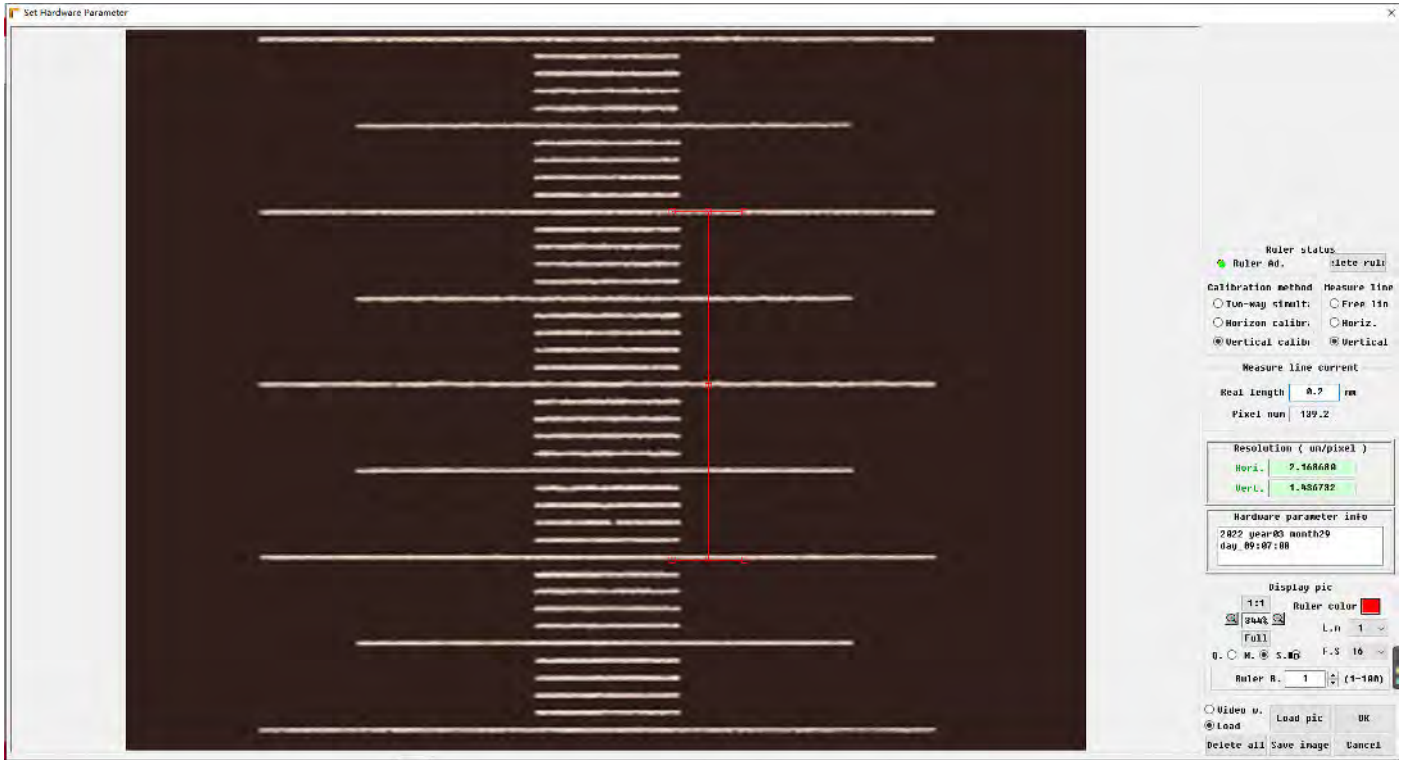 Set Hardware Parameter
Ruler status
Ruler Ad.
Calibration method
Measure line
Two-way simult
Free lin
Horizon calibr
Horiz.
Vertical calib
Vertical
Measure line current
Real length 0.2 mm
Pixel num 139.2
Resolution ( um/pixel )
Hori. 2.168680
Vert. 1.436782
Hardware parameter info
2022 year03 month29
day_09:07:08
Display pic
1:1
Ruler color
344%
L.n 1
Full
M.
F.S 16
Ruler B. 1 (1-100)
Video w.
Load
Load pic
OK
Delete all
Save image
Cancel